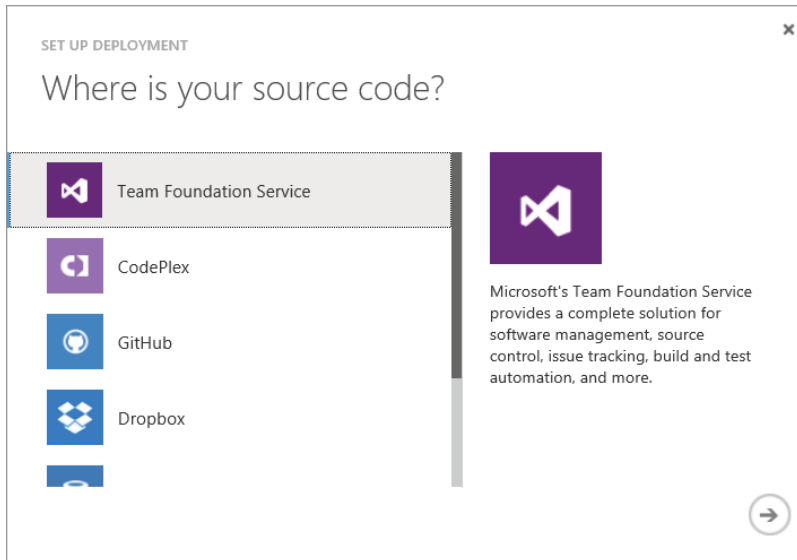 SET UP DEPLOYMENT
Where is your source code?
Team Foundation Service
CodePlex
GitHub
Dropbox
Microsoft's Team Foundation Service
provides a complete solution for
software management, source
control, issue tracking, build and test
automation, and more.